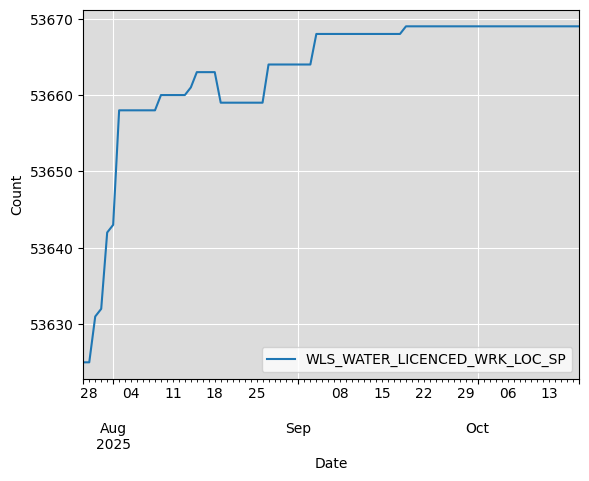 53670
53660
53650
53640
53630
Count
WLS_WATER_LICENCED_WRK_LOC_SP
28 04 11 18 25 08 15 22 29 06 13
Aug Sep Oct
2025
Date